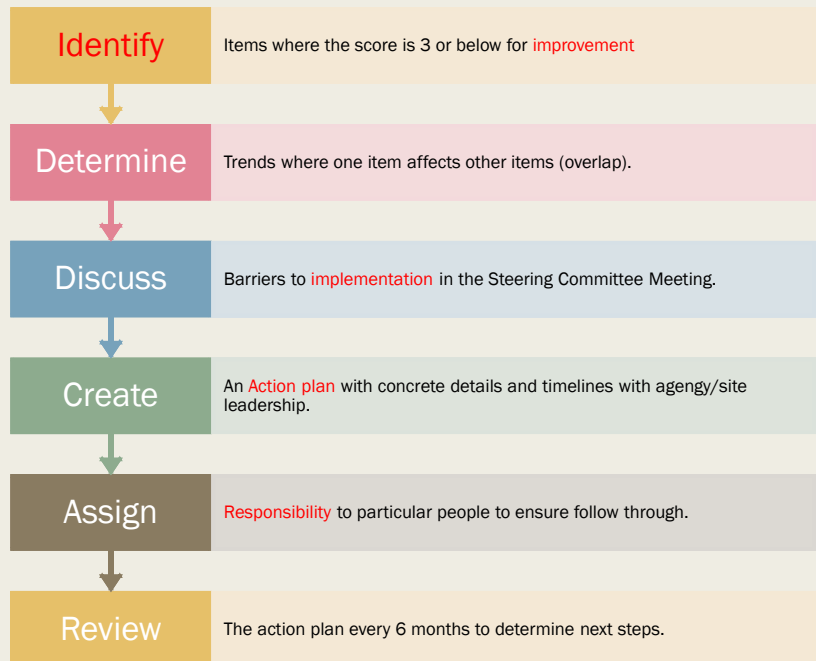 Identify
Items where the score is 3 or below for improvement
Determine
Trends where one item affects other items (overlap).
Discuss
Barriers to implementation in the Steering Committee Meeting.
Create
An Action plan with concrete details and timelines with agengy/site
leadership.
Assign
Responsibility to particular people to ensure follow through.
Review
The action plan every 6 months to determine next steps.